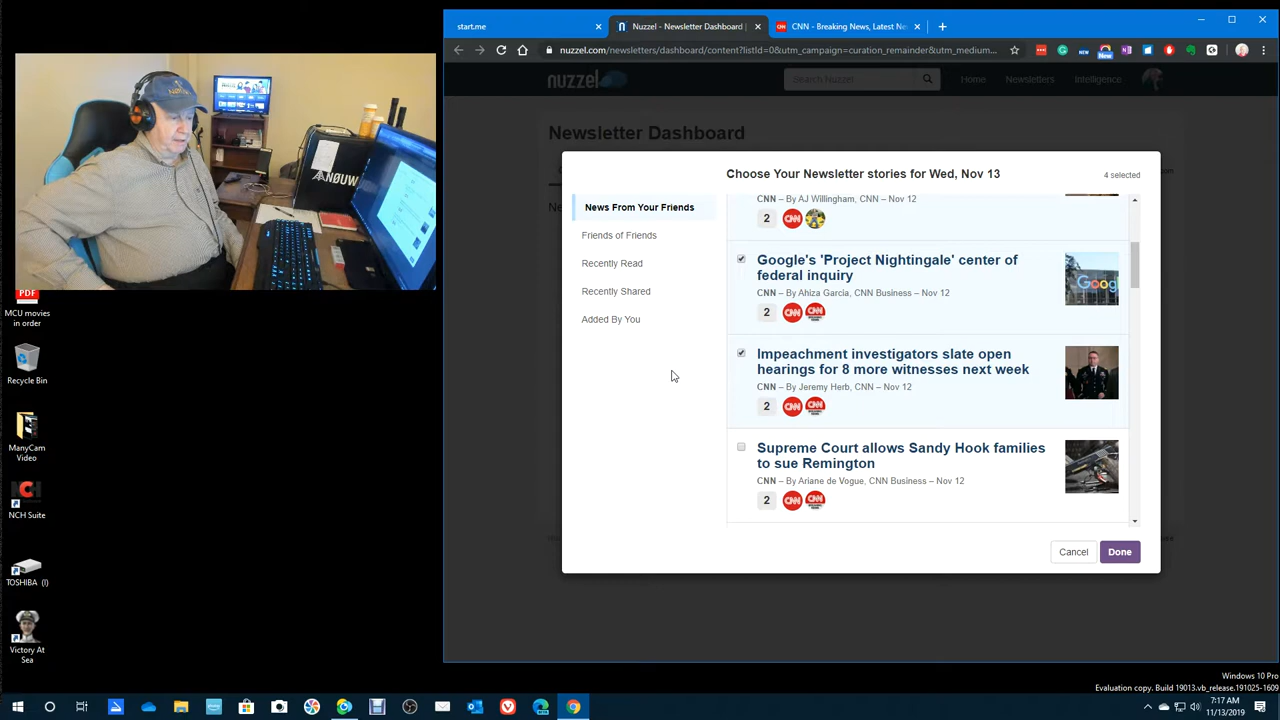 start.me
Nuzzel - Newsletter Dashboard |
CNN - Breaking News, Latest Ne
nuzzel.com/newsletters/dashboard/content?listId=0&utm_campaign=curation_remainder&utm_medium...
New
nuzzel
Search Nuzzel
Home
Newsletters
Intelligence
Newsletter Dashboard
Choose Your Newsletter stories for Wed, Nov 13
4 selected
News From Your Friends
Friends of Friends
Recently Read
Recently Shared
Added By You
CNN – By AJ Willingham, CNN – Nov 12
2
Google's 'Project Nightingale' center of
federal inquiry
CNN – By Ahiza Garcia, CNN Business – Nov 12
2
Impeachment investigators slate open
hearings for 8 more witnesses next week
CNN – By Jeremy Herb, CNN – Nov 12
2
Supreme Court allows Sandy Hook families
to sue Remington
CNN – By Ariane de Vogue, CNN Business – Nov 12
2
Cancel
Done
PDF
MCU movies
in order
Recycle Bin
ManyCam
Video
NCH Suite
TOSHIBA (I)
Victory At
Sea
Windows 10 Pro
Evaluation copy. Build 19013.vb_release.191025-1609
7:17 AM
11/13/2019